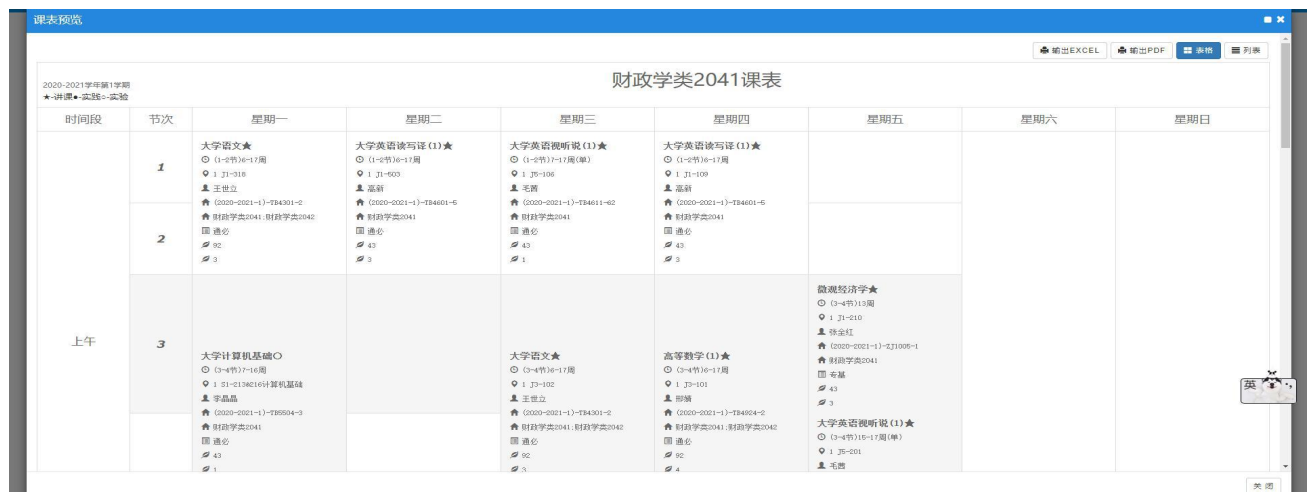 课表预览
输出EXCEL 输出PDF 表格 列表
2020-2021学年第1学期
★-讲课●-实践○-实验
财政学类2041课表
时间段 节次 星期一 星期二 星期三 星期四 星期五 星期六 星期日
上午
1
2
3
大学语文★
(1-2节)6-17周
1 J1-318
王世立
(2020-2021-1)-TB4301-2
财政学类2041;财政学类2042
通必
92
3
大学英语读写译(1)★
(1-2节)6-17周
1 J1-503
高新
(2020-2021-1)-TB4601-5
财政学类2041
通必
43
3
大学英语视听说(1)★
(1-2节)7-17周(单)
1 J5-106
毛茜
(2020-2021-1)-TB4611-62
财政学类2041
通必
43
1
大学英语读写译(1)★
(1-2节)6-17周
1 J1-109
高新
(2020-2021-1)-TB4601-5
财政学类2041
通必
43
3
大学计算机基础○
(3-4节)7-16周
1 S1-213@216计算机基础
李晶晶
(2020-2021-1)-TB5504-3
财政学类2041
通必
43
1
大学语文★
(3-4节)6-17周
1 J3-102
王世立
(2020-2021-1)-TB4301-2
财政学类2041;财政学类2042
通必
92
3
高等数学(1)★
(3-4节)6-17周
1 J3-101
邢婧
(2020-2021-1)-TB4924-2
财政学类2041;财政学类2042
通必
92
4
微观经济学★
(3-4节)13周
1 J1-210
张全红
(2020-2021-1)-ZJ1005-1
财政学类2041
专基
43
3
大学英语视听说(1)★
(3-4节)15-17周(单)
1 J5-201
毛茜
英
关 闭